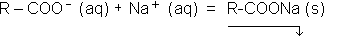 R – COO⁻ (aq) + Na⁺ (aq) = R-COONa (s)